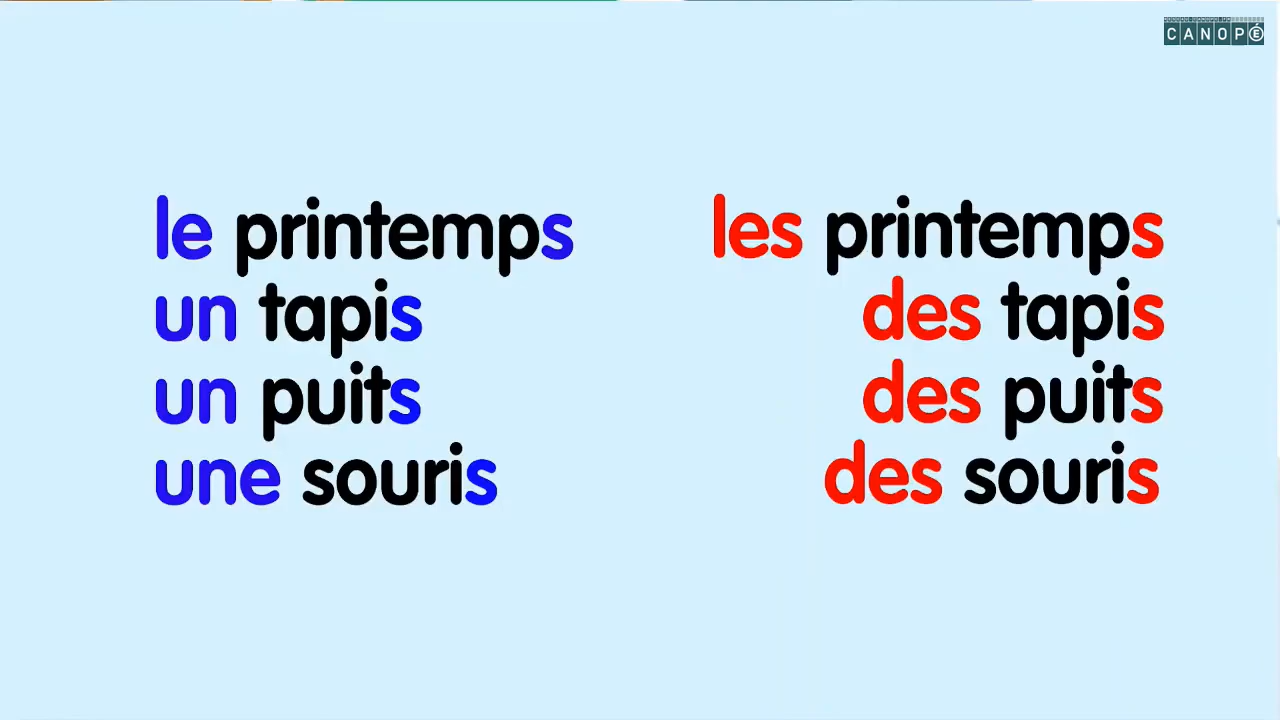 CANOPÉ
le printemps
un tapis
un puits
une souris
les printemps
des tapis
des puits
des souris